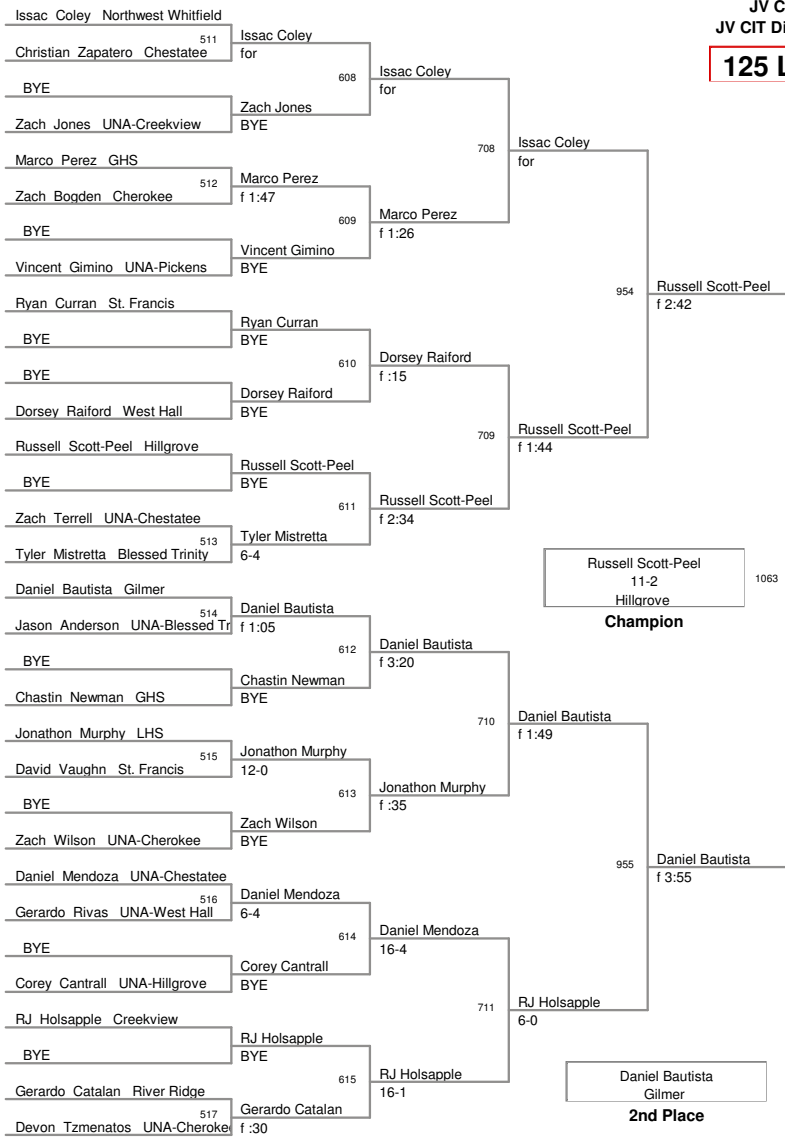 JV C
JV CIT Di
125 L
Issac Coley Northwest Whitfield
511
Christian Zapatero Chestatee
BYE
Zach Jones UNA-Creekview
Marco Perez GHS
512
Zach Bogden Cherokee
BYE
Vincent Gimino UNA-Pickens
Ryan Curran St. Francis
BYE
BYE
Dorsey Raiford West Hall
Russell Scott-Peel Hillgrove
BYE
Zach Terrell UNA-Chestatee
513
Tyler Mistretta Blessed Trinity
Daniel Bautista Gilmer
514
Jason Anderson UNA-Blessed Tr
BYE
Chastin Newman GHS
Jonathon Murphy LHS
515
David Vaughn St. Francis
BYE
Zach Wilson UNA-Cherokee
Daniel Mendoza UNA-Chestatee
516
Gerardo Rivas UNA-West Hall
BYE
Corey Cantrall UNA-Hillgrove
RJ Holsapple Creekview
BYE
Gerardo Catalan River Ridge
517
Devon Tzmenatos UNA-Cheroke
Issac Coley
for
608
Zach Jones
BYE
Marco Perez
f 1:47
609
Vincent Gimino
BYE
Ryan Curran
BYE
610
Dorsey Raiford
BYE
Russell Scott-Peel
BYE
611
Tyler Mistretta
6-4
Daniel Bautista
f 1:05
612
Chastin Newman
BYE
Jonathon Murphy
12-0
613
Zach Wilson
BYE
Daniel Mendoza
6-4
614
Corey Cantrall
BYE
RJ Holsapple
BYE
615
Gerardo Catalan
f :30
Issac Coley
for
708
Marco Perez
f 1:26
Dorsey Raiford
f :15
709
Russell Scott-Peel
f 2:34
Daniel Bautista
f 3:20
710
Jonathon Murphy
f :35
Daniel Mendoza
16-4
711
RJ Holsapple
16-1
Issac Coley
for
954
Russell Scott-Peel
f 1:44
Daniel Bautista
f 1:49
955
RJ Holsapple
6-0
Russell Scott-Peel
f 2:42
Russell Scott-Peel
11-2
Hillgrove
1063
Champion
Daniel Bautista
f 3:55
Daniel Bautista
Gilmer
2nd Place